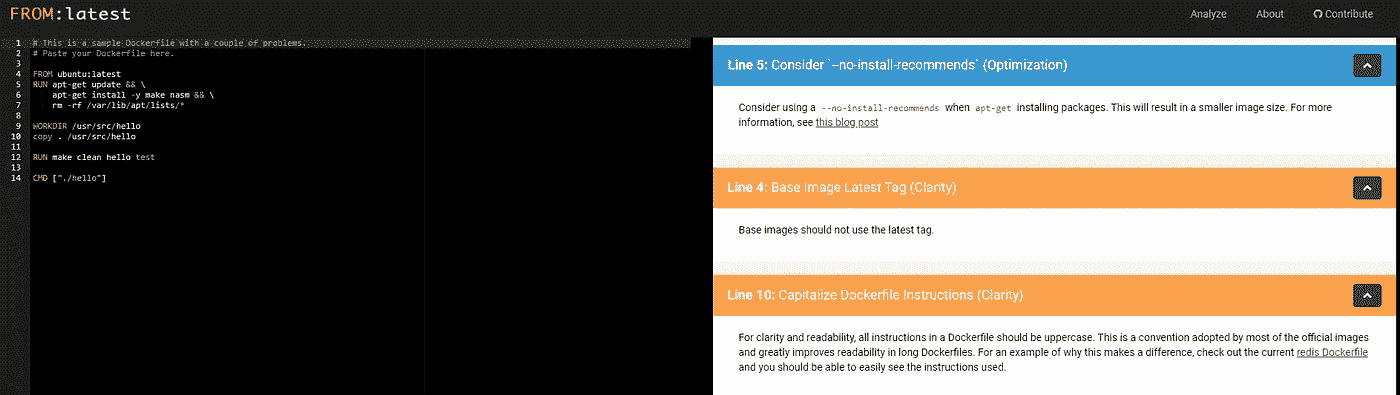 FROM:latest
Analyze
About
Contribute
1 # This is a sample Dockerfile with a couple of problems.
2 # Paste your Dockerfile here.
3
4 FROM ubuntu:latest
5 RUN apt-get update && \
6 apt-get install -y make nasm && \
7 rm -rf /var/lib/apt/lists/*
8
9 WORKDIR /usr/src/hello
10 copy . /usr/src/hello
11
12 RUN make clean hello test
13
14 CMD ["./hello"]
Line 5: Consider `--no-install-recommends` (Optimization)
Consider using a --no-install-recommends when apt-get installing packages. This will result in a smaller image size. For more
information, see this blog post
Line 4: Base Image Latest Tag (Clarity)
Base images should not use the latest tag.
Line 10: Capitalize Dockerfile Instructions (Clarity)
For clarity and readability, all instructions in a Dockerfile should be uppercase. This is a convention adopted by most of the official images
and greatly improves readability in long Dockerfiles. For an example of why this makes a difference, check out the current redis Dockerfile
and you should be able to easily see the instructions used.